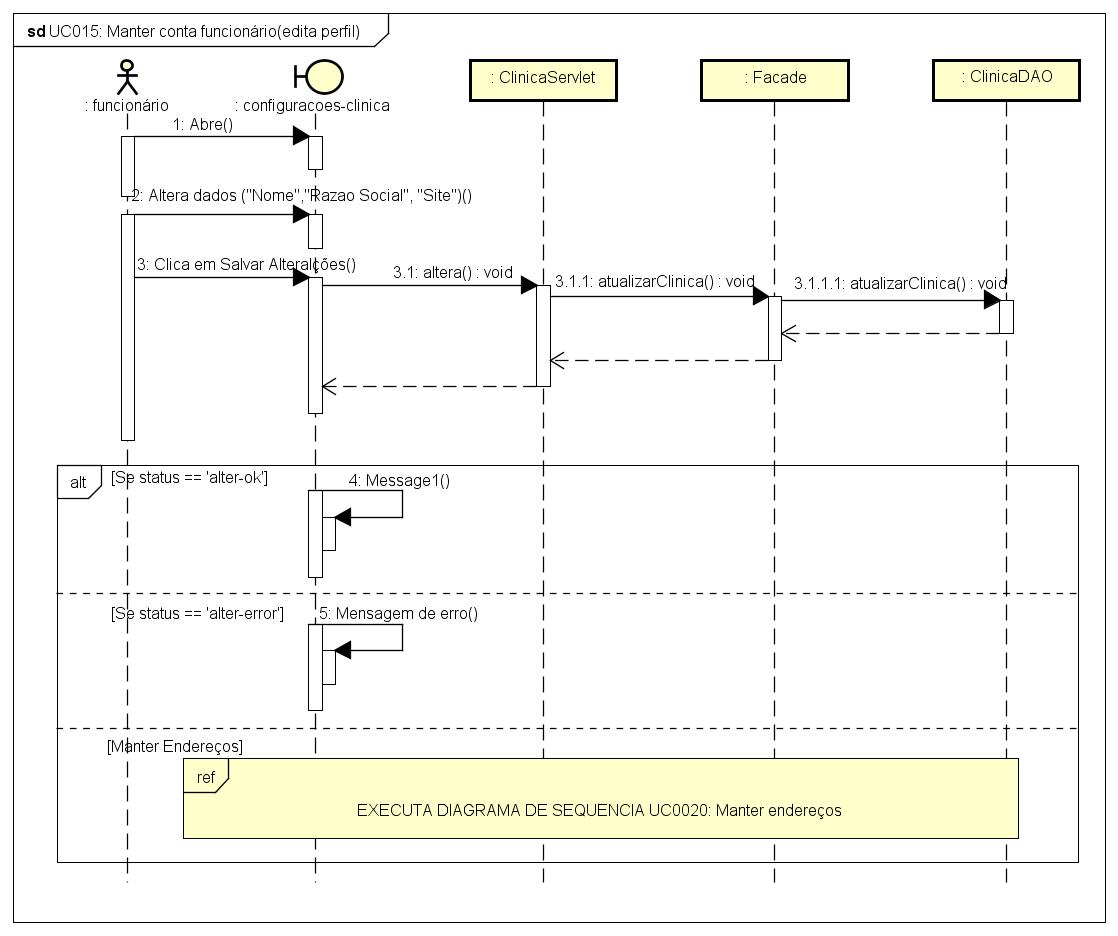 sd UC015: Manter conta funcionário(edita perfil)
: funcionário
: configuracoes-clinica
: ClinicaServlet
: Facade
: ClinicaDAO
1: Abre()
2: Altera dados ("Nome","Razao Social", "Site")()
3: Clica em Salvar Alteralções()
3.1: altera() : void
3.1.1: atualizarClinica() : void
3.1.1.1: atualizarClinica() : void
alt
[Se status == 'alter-ok']
4: Message1()
[Se status == 'alter-error']
5: Mensagem de erro()
[Manter Endereços]
ref
EXECUTA DIAGRAMA DE SEQUENCIA UC0020: Manter endereços